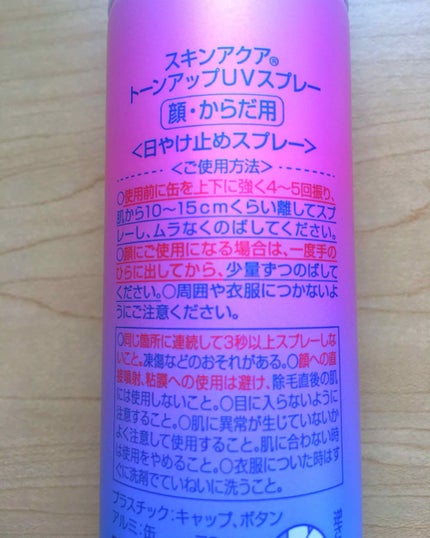 スキンアクア®
トーンアップUVスプレー
顔・からだ用
<日やけ止めスプレー>
<ご使用方法>
○使用前に缶を上下に強く4〜5回振り、
肌から10〜15cmくらい離してスプ
レーし、ムラなくのばしてください。
○顔にご使用になる場合は、一度手の
ひらに出してから、少量ずつのばして
ください。○周囲や衣服につかないよ
うにご注意ください。
○同じ箇所に連続して3秒以上スプレーしな
いこと。凍傷などのおそれがある。○顔への直
接噴射、粘膜への使用は避け、除毛直後の肌
には使用しないこと。○目に入らないように
注意すること。○肌に異常が生じていないか
よく注意して使用すること。肌に合わない時
は使用をやめること。○衣服についた時はす
ぐに洗剤でていねいに洗うこと。
プラスチック:キャップ、ボタン
アルミ:缶